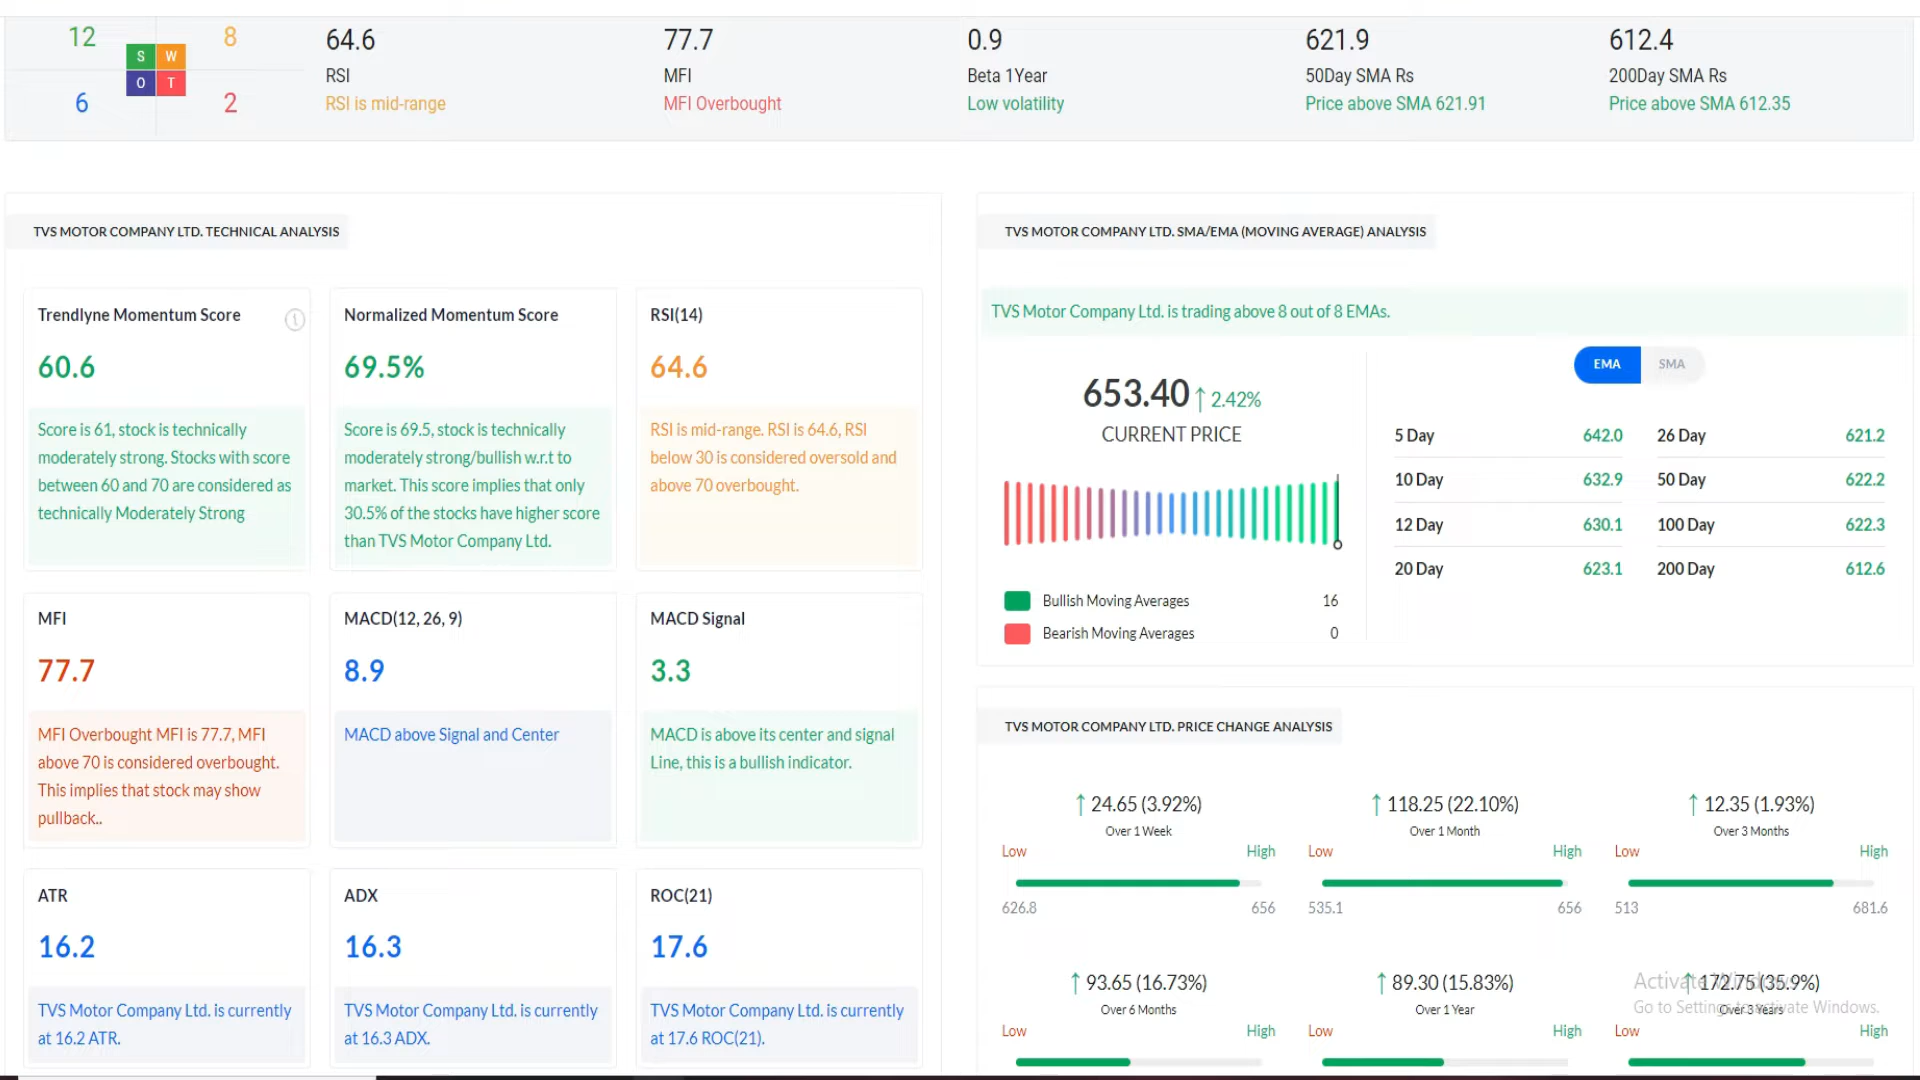 12
8
S
W
O
T
6
2
64.6
RSI
RSI is mid-range
77.7
MFI
MFI Overbought
0.9
Beta 1Year
Low volatility
621.9
50Day SMA Rs
Price above SMA 621.91
612.4
200Day SMA Rs
Price above SMA 612.35
TVS MOTOR COMPANY LTD. TECHNICAL ANALYSIS
Trendlyne Momentum Score
60.6
Score is 61, stock is technically
moderately strong. Stocks with score
between 60 and 70 are considered as
technically Moderately Strong
Normalized Momentum Score
69.5%
Score is 69.5, stock is technically
moderately strong/bullish w.r.t to
market. This score implies that only
30.5% of the stocks have higher score
than TVS Motor Company Ltd.
RSI(14)
64.6
RSI is mid-range. RSI is 64.6, RSI
below 30 is considered oversold and
above 70 overbought.
MFI
77.7
MFI Overbought MFI is 77.7, MFI
above 70 is considered overbought.
This implies that stock may show
pullback..
MACD(12, 26, 9)
8.9
MACD above Signal and Center
MACD Signal
3.3
MACD is above its center and signal
Line, this is a bullish indicator.
ATR
16.2
TVS Motor Company Ltd. is currently
at 16.2 ATR.
ADX
16.3
TVS Motor Company Ltd. is currently
at 16.3 ADX.
ROC(21)
17.6
TVS Motor Company Ltd. is currently
at 17.6 ROC(21).
TVS MOTOR COMPANY LTD. SMA/EMA (MOVING AVERAGE) ANALYSIS
TVS Motor Company Ltd. is trading above 8 out of 8 EMAs.
653.40 ↑ 2.42%
CURRENT PRICE
Bullish Moving Averages 16
Bearish Moving Averages 0
EMA SMA
5 Day 642.0 26 Day 621.2
10 Day 632.9 50 Day 622.2
12 Day 630.1 100 Day 622.3
20 Day 623.1 200 Day 612.6
TVS MOTOR COMPANY LTD. PRICE CHANGE ANALYSIS
↑ 24.65 (3.92%)
Over 1 Week
Low High
626.8 656
↑ 118.25 (22.10%)
Over 1 Month
Low High
535.1 656
↑ 12.35 (1.93%)
Over 3 Months
Low High
513 681.6
↑ 93.65 (16.73%)
Over 6 Months
Low High
↑ 89.30 (15.83%)
Over 1 Year
Low High
↑ 172.75 (35.9%)
Over 3 Years
Low High
Activate Windows
Go to Settings to activate Windows.